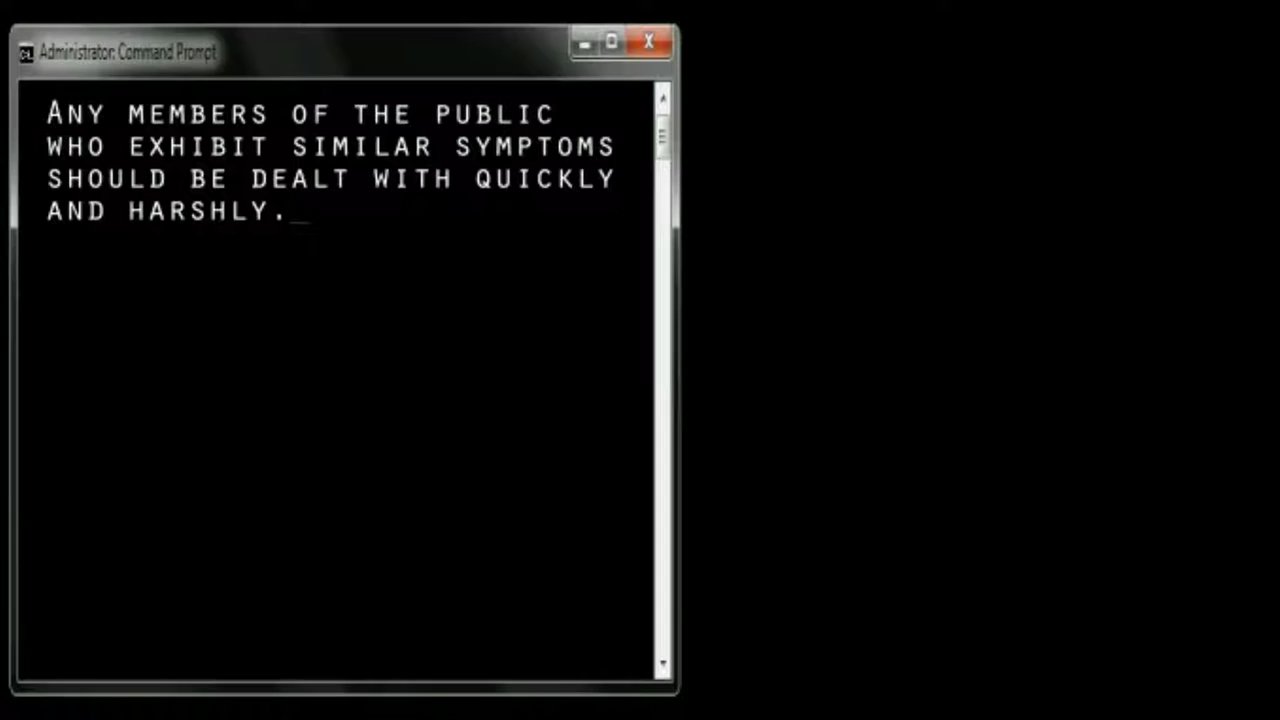 Administrator: Command Prompt
ANY MEMBERS OF THE PUBLIC
WHO EXHIBIT SIMILAR SYMPTOMS
SHOULD BE DEALT WITH QUICKLY
AND HARSHLY._